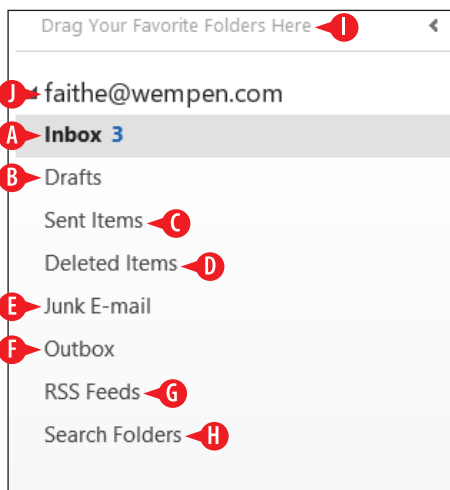 Drag Your Favorite Folders Here I
J faithe@wempen.com
A Inbox 3
B Drafts
Sent Items C
Deleted Items D
E Junk E-mail
F Outbox
RSS Feeds G
Search Folders H